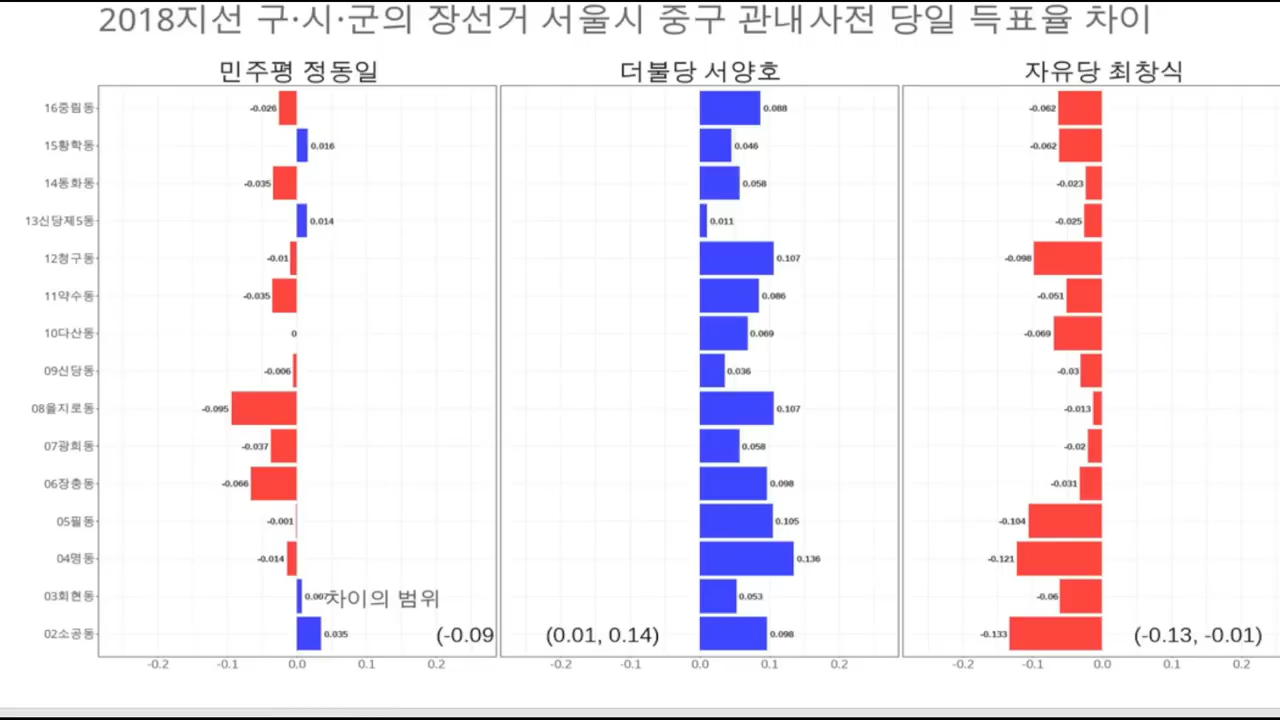 2018지선 구·시·군의 장선거 서울시 중구 관내사전 당일 득표율 차이
민주평 정동일 더불당 서양호 자유당 최창식
16중림동 -0.026 0.088 -0.062
15황학동 0.016 0.046 -0.062
14동화동 -0.035 0.058 -0.023
13신당제5동 0.014 0.011 -0.025
12청구동 -0.01 0.107 -0.098
11약수동 -0.035 0.086 -0.051
10다산동 0 0.069 -0.069
09신당동 -0.006 0.036 -0.03
08을지로동 -0.095 0.107 -0.013
07광희동 -0.037 0.058 -0.02
06장충동 -0.066 0.098 -0.031
05필동 -0.001 0.105 -0.104
04명동 -0.014 0.136 -0.121
03회현동 0.007 차이의 범위 0.053 -0.06
02소공동 0.035 (-0.09 (0.01, 0.14) 0.098 -0.133 (-0.13, -0.01)
-0.2 -0.1 0.0 0.1 0.2 -0.2 -0.1 0.0 0.1 0.2 -0.2 -0.1 0.0 0.1 0.2